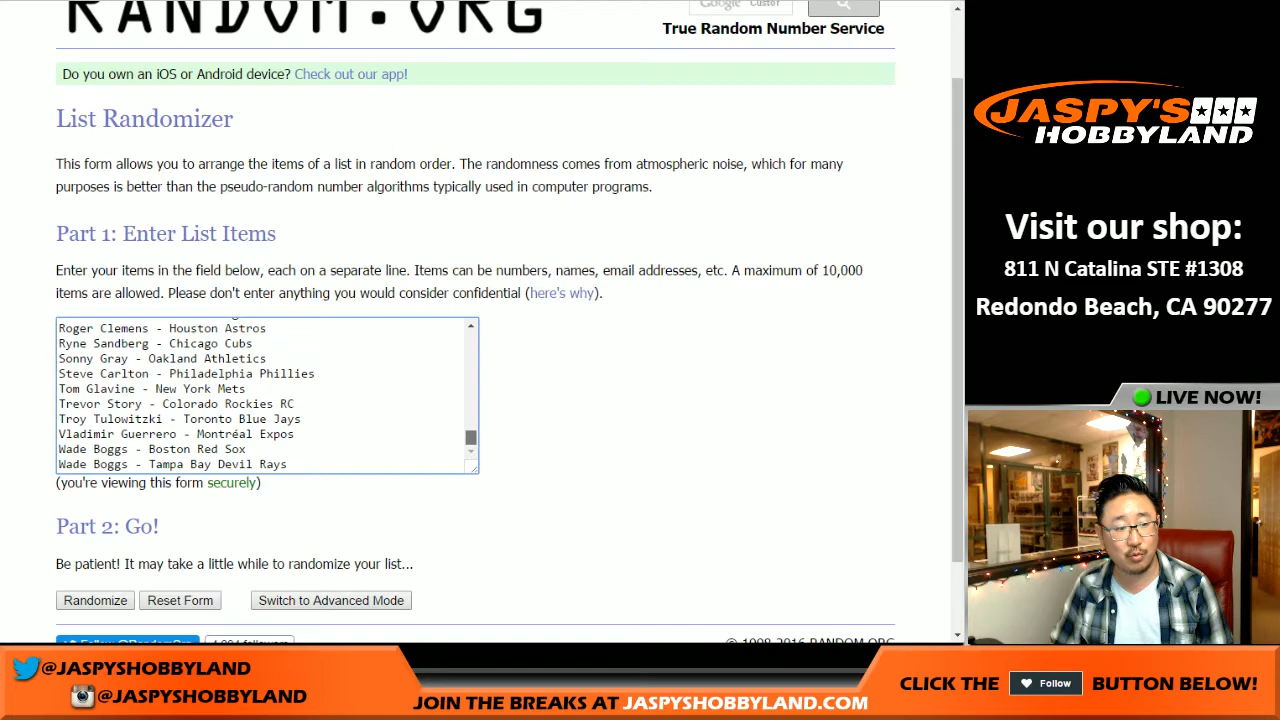 RANDOM.ORG
Google Custor
True Random Number Service
Do you own an iOS or Android device? Check out our app!
List Randomizer
This form allows you to arrange the items of a list in random order. The randomness comes from atmospheric noise, which for many
purposes is better than the pseudo-random number algorithms typically used in computer programs.
Part 1: Enter List Items
Enter your items in the field below, each on a separate line. Items can be numbers, names, email addresses, etc. A maximum of 10,000
items are allowed. Please don't enter anything you would consider confidential (here's why).
Roger Clemens - Houston Astros
Ryne Sandberg - Chicago Cubs
Sonny Gray - Oakland Athletics
Steve Carlton - Philadelphia Phillies
Tom Glavine - New York Mets
Trevor Story - Colorado Rockies RC
Troy Tulowitzki - Toronto Blue Jays
Vladimir Guerrero - Montréal Expos
Wade Boggs - Boston Red Sox
Wade Boggs - Tampa Bay Devil Rays
(you're viewing this form securely)
Part 2: Go!
Be patient! It may take a little while to randomize your list...
Randomize
Reset Form
Switch to Advanced Mode
Follow @RandomOrg
followers
© 1998-2016 RANDOM.ORG
JASPY'S
HOBBYLAND
Visit our shop:
811 N Catalina STE #1308
Redondo Beach, CA 90277
LIVE NOW!
@JASPYSHOBBYLAND
@JASPYSHOBBYLAND
JOIN THE BREAKS AT JASPYSHOBBYLAND.COM
CLICK THE
Follow
BUTTON BELOW!